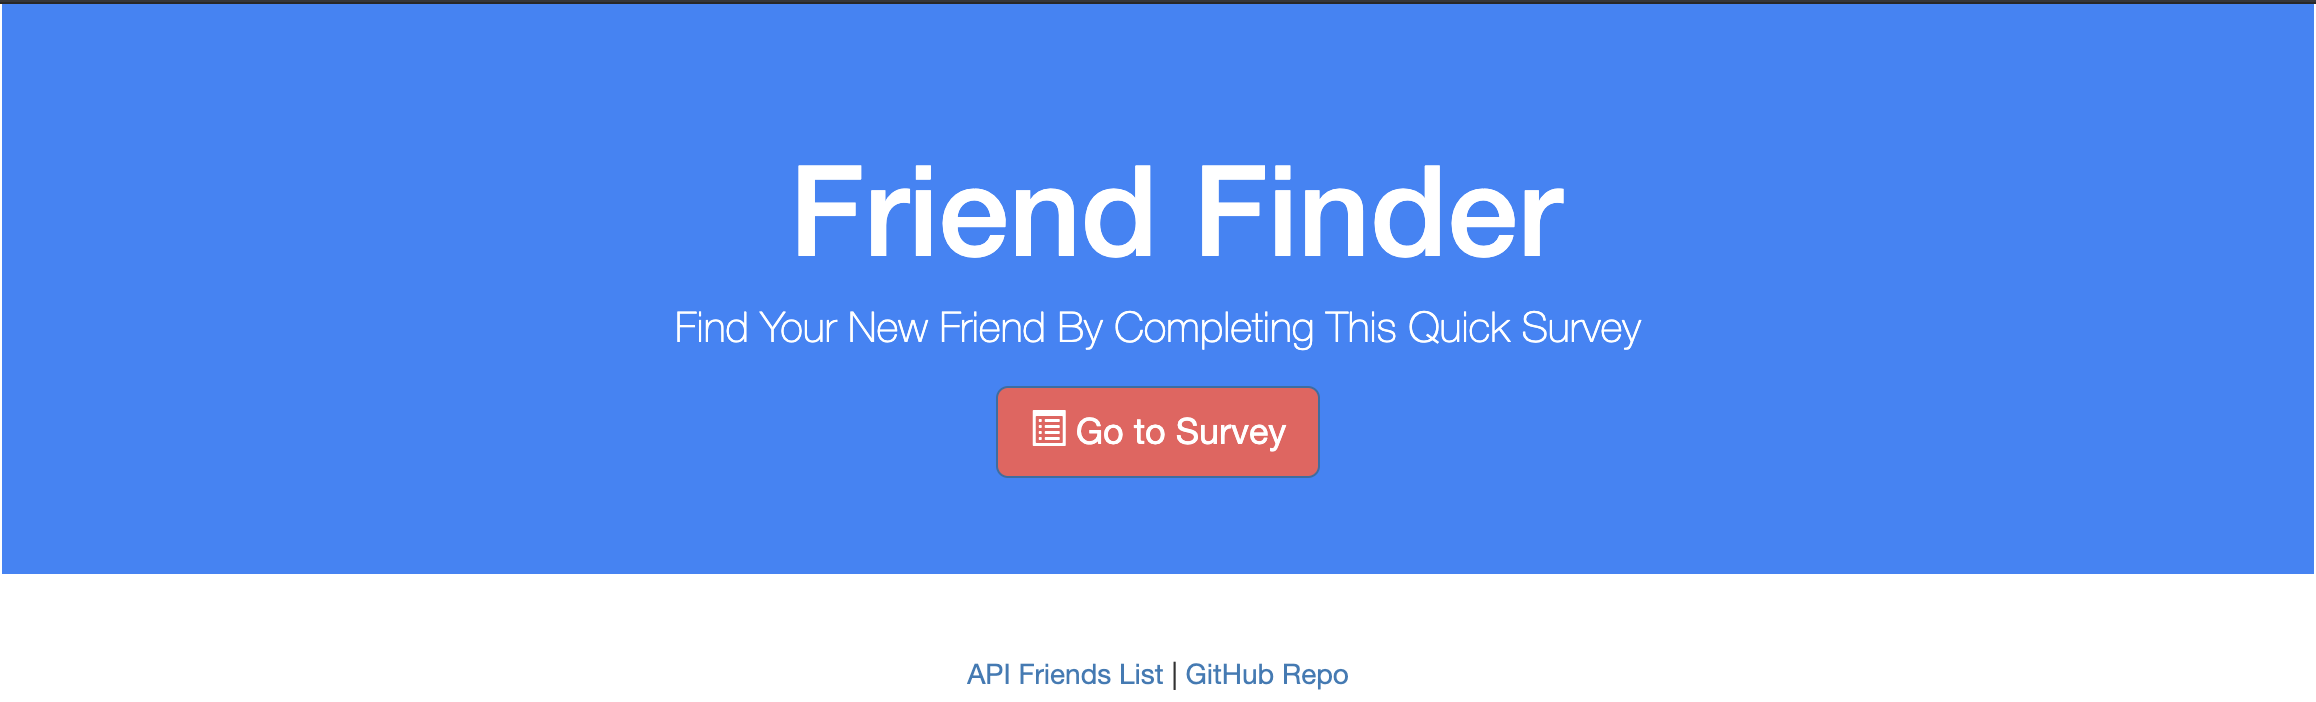 Friend Finder
Find Your New Friend By Completing This Quick Survey
Go to Survey
API Friends List | GitHub Repo